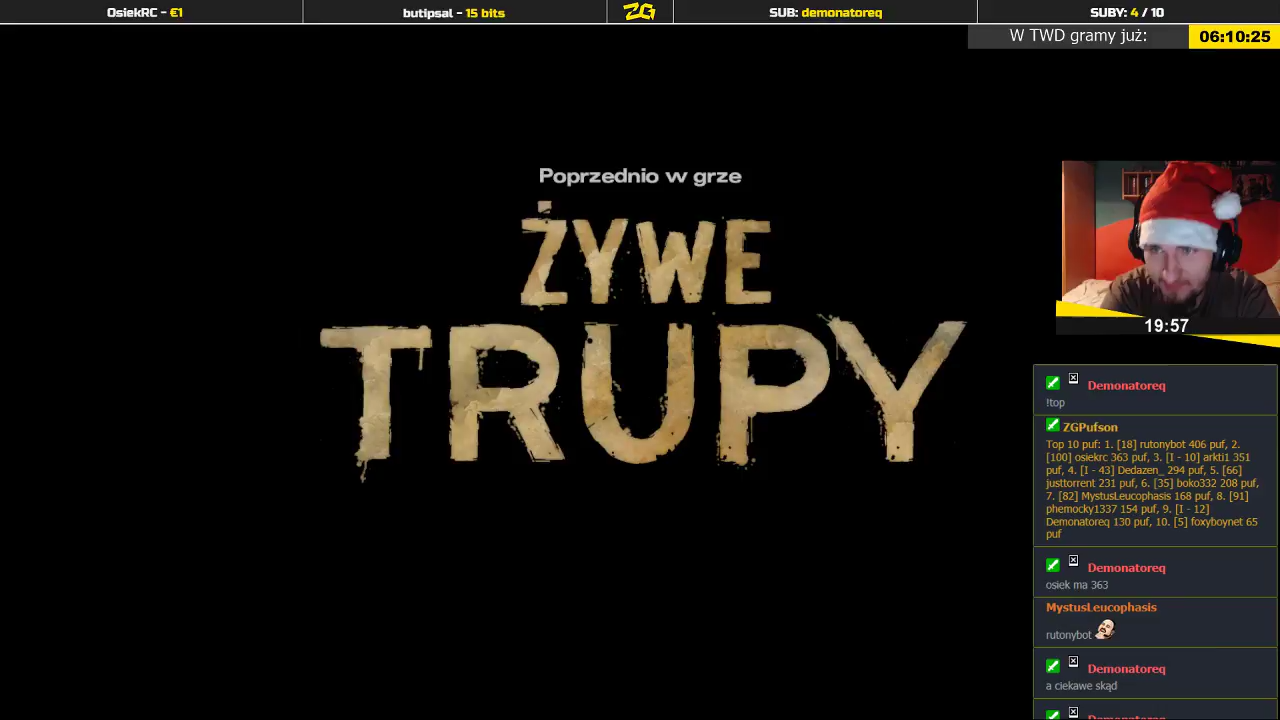 OsiekRC - €1
butipsal - 15 bits
ZG
SUB: demonatoreq
SUBY: 4 / 10
W TWD gramy już:
06:10:25
Poprzednio w grze
ŻYWE
TRUPY
19:57
Demonatoreq
!top
ZGPufson
Top 10 puf: 1. [18] rutonybot 406 puf, 2.
[100] osiekrc 363 puf, 3. [I - 10] arkti1 351
puf, 4. [I - 43] Dedazen_ 294 puf, 5. [66]
justtorrent 231 puf, 6. [35] boko332 208 puf,
7. [82] MystusLeucophasis 168 puf, 8. [91]
phemocky1337 154 puf, 9. [I - 12]
Demonatoreq 130 puf, 10. [5] foxyboynet 65
puf
Demonatoreq
osiek ma 363
MystusLeucophasis
rutonybot
Demonatoreq
a ciekawe skąd
Demonatoreq